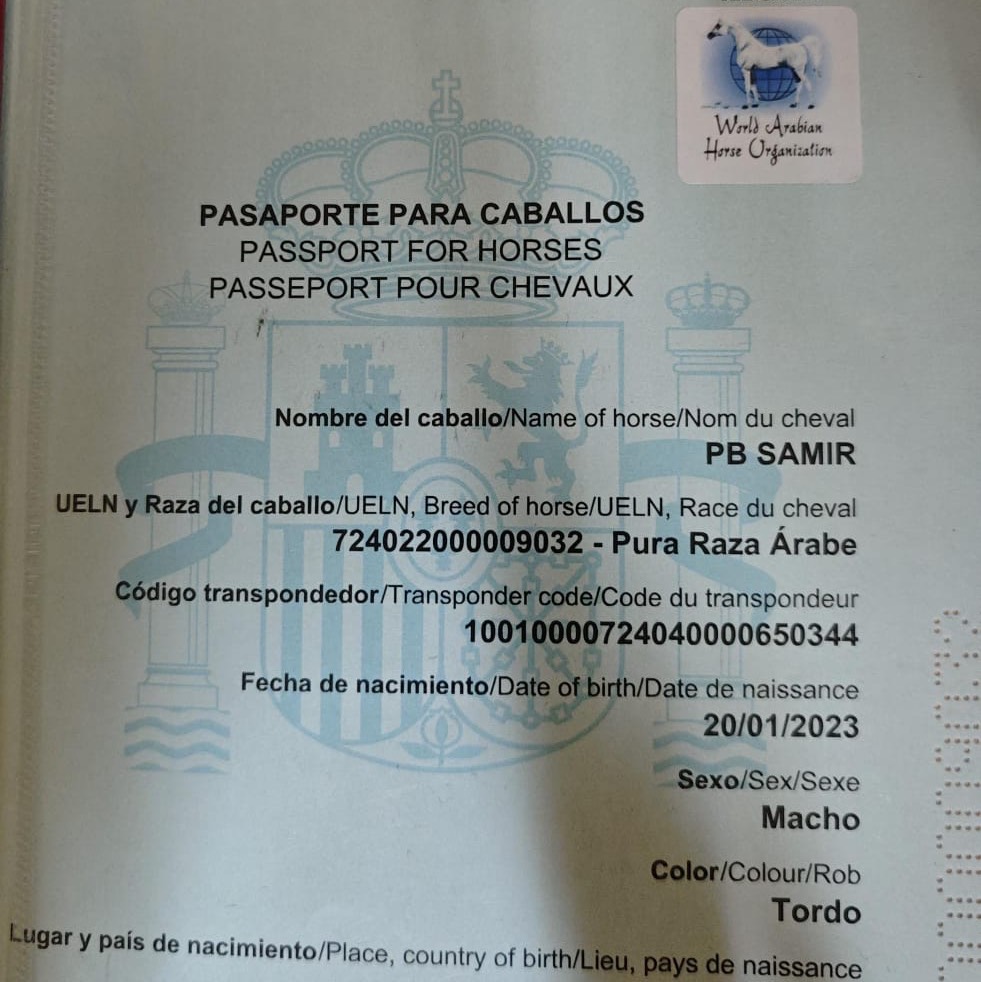 World Arabian
Horse Organization
PASAPORTE PARA CABALLOS
PASSPORT FOR HORSES
PASSEPORT POUR CHEVAUX
Nombre del caballo/Name of horse/Nom du cheval
PB SAMIR
UELN y Raza del caballo/UELN, Breed of horse/UELN, Race du cheval
724022000009032 - Pura Raza Árabe
Código transpondedor/Transponder code/Code du transpondeur
10010000724040000650344
Fecha de nacimiento/Date of birth/Date de naissance
20/01/2023
Sexo/Sex/Sexe
Macho
Color/Colour/Rob
Tordo
Lugar y país de nacimiento/Place, country of birth/Lieu, pays de naissance